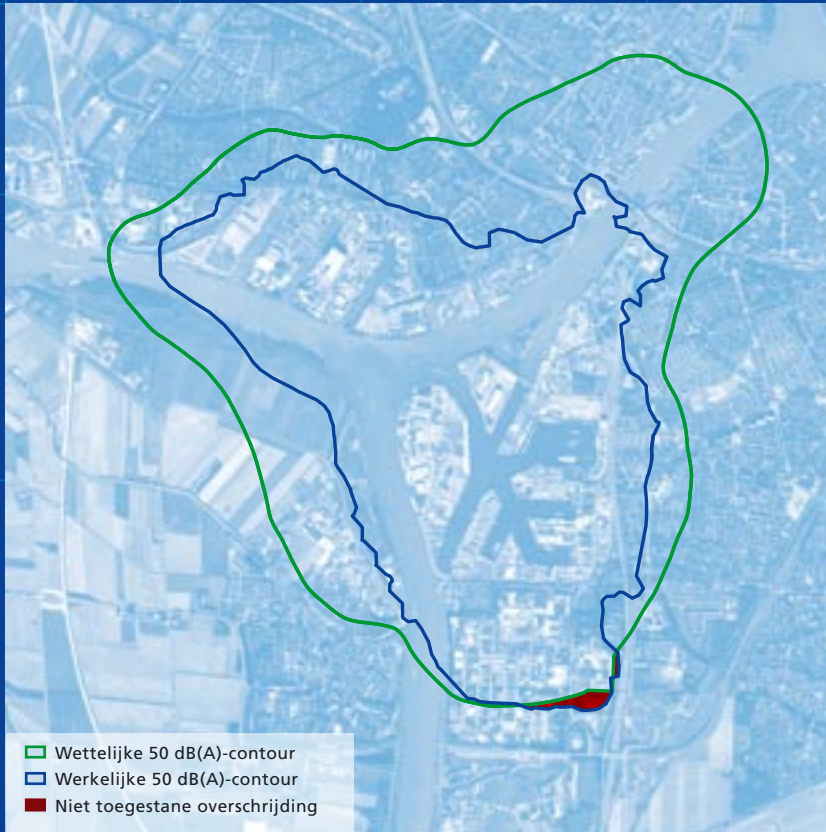 Wettelijke 50 dB(A)-contour
Werkelijke 50 dB(A)-contour
Niet toegestane overschrijding